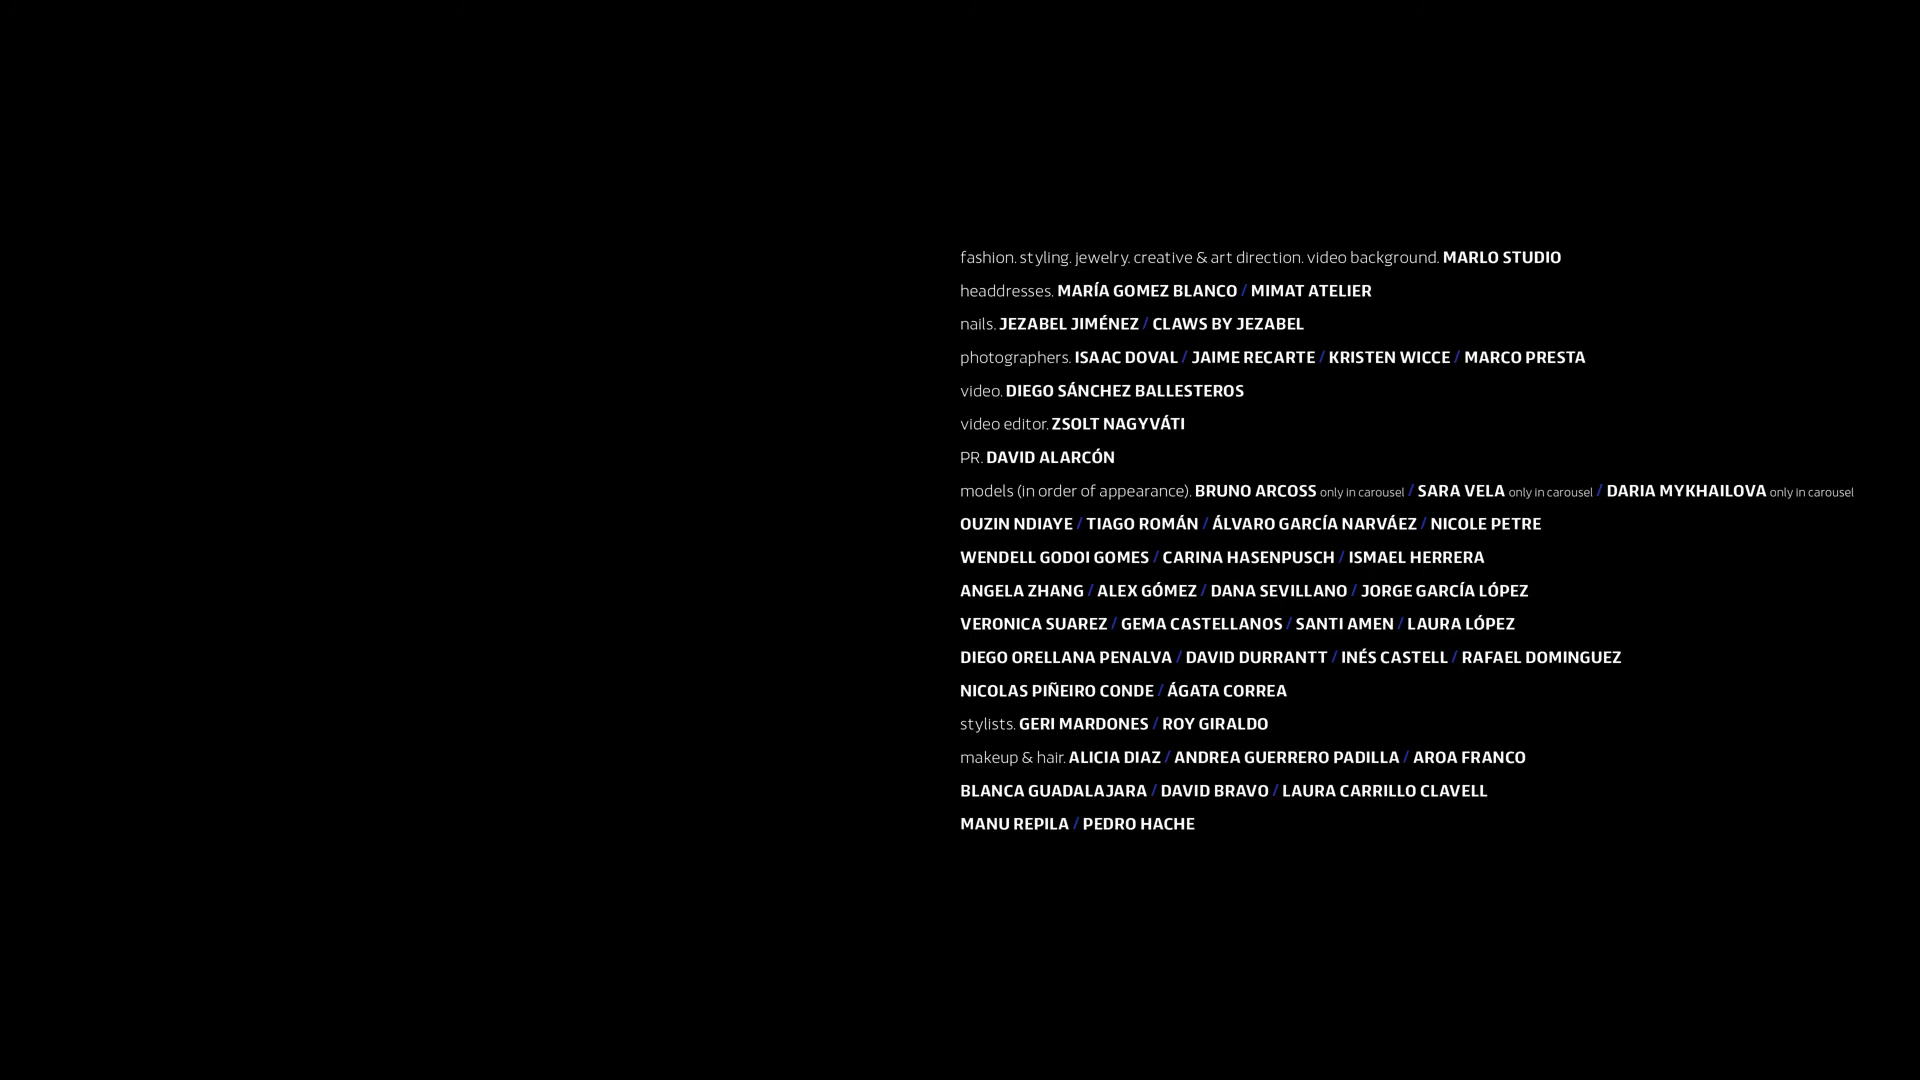 fashion. styling. jewelry. creative & art direction. video background. MARLO STUDIO
headdresses. MARÍA GOMEZ BLANCO / MIMAT ATELIER
nails. JEZABEL JIMÉNEZ / CLAWS BY JEZABEL
photographers. ISAAC DOVAL / JAIME RECARTE / KRISTEN WICCE / MARCO PRESTA
video. DIEGO SÁNCHEZ BALLESTEROS
video editor. ZSOLT NAGYVÁTI
PR. DAVID ALARCÓN
models (in order of appearance). BRUNO ARCOSS only in carousel / SARA VELA only in carousel / DARIA MYKHAILOVA only in carousel
OUZIN NDIAYE / TIAGO ROMÁN / ÁLVARO GARCÍA NARVÁEZ / NICOLE PETRE
WENDELL GODOI GOMES / CARINA HASENPUSCH / ISMAEL HERRERA
ANGELA ZHANG / ALEX GÓMEZ / DANA SEVILLANO / JORGE GARCÍA LÓPEZ
VERONICA SUAREZ / GEMA CASTELLANOS / SANTI AMEN / LAURA LÓPEZ
DIEGO ORELLANA PENALVA / DAVID DURRANTT / INÉS CASTELL / RAFAEL DOMINGUEZ
NICOLAS PIÑEIRO CONDE / ÁGATA CORREA
stylists. GERI MARDONES / ROY GIRALDO
makeup & hair. ALICIA DIAZ / ANDREA GUERRERO PADILLA / AROA FRANCO
BLANCA GUADALAJARA / DAVID BRAVO / LAURA CARRILLO CLAVELL
MANU REPILA / PEDRO HACHE